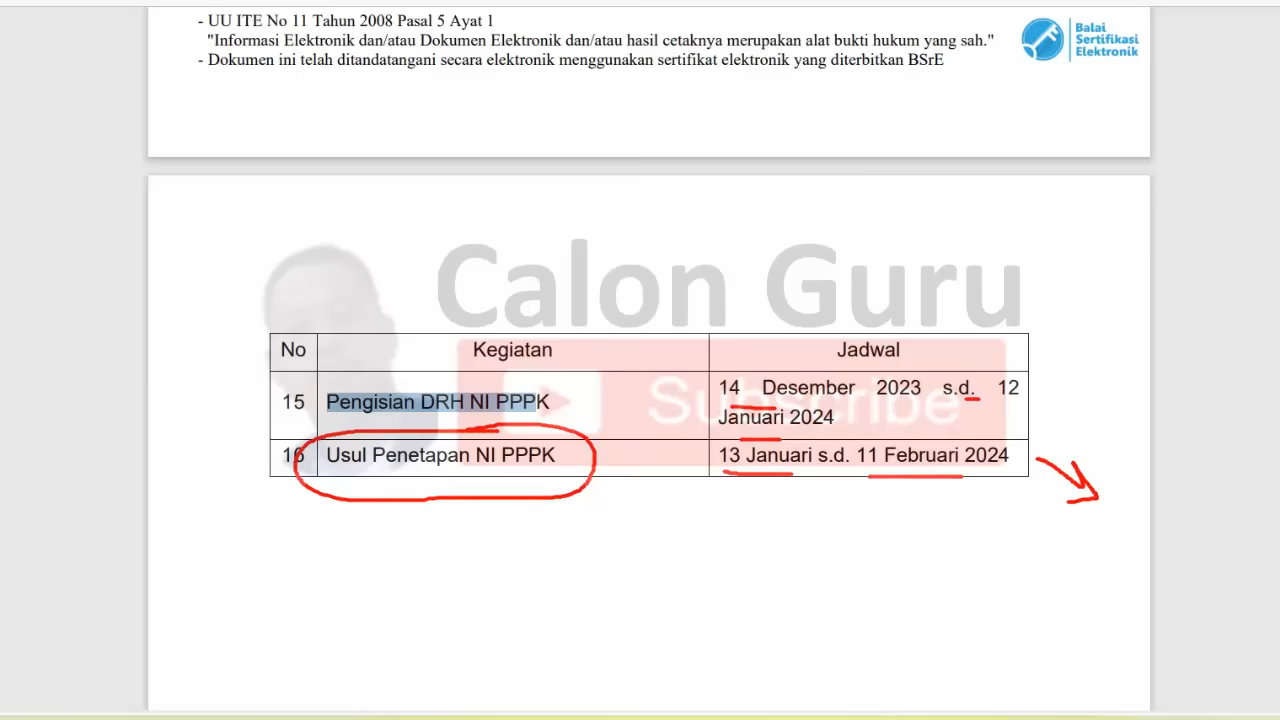 - UU ITE No 11 Tahun 2008 Pasal 5 Ayat 1
"Informasi Elektronik dan/atau Dokumen Elektronik dan/atau hasil cetaknya merupakan alat bukti hukum yang sah."
- Dokumen ini telah ditandatangani secara elektronik menggunakan sertifikat elektronik yang diterbitkan BSrE
Balai
Sertifikasi
Elektronik
Calon Guru
Subscribe
No Kegiatan Jadwal
15 Pengisian DRH NI PPPK 14 Desember 2023 s.d. 12
Januari 2024
16 Usul Penetapan NI PPPK 13 Januari s.d. 11 Februari 2024